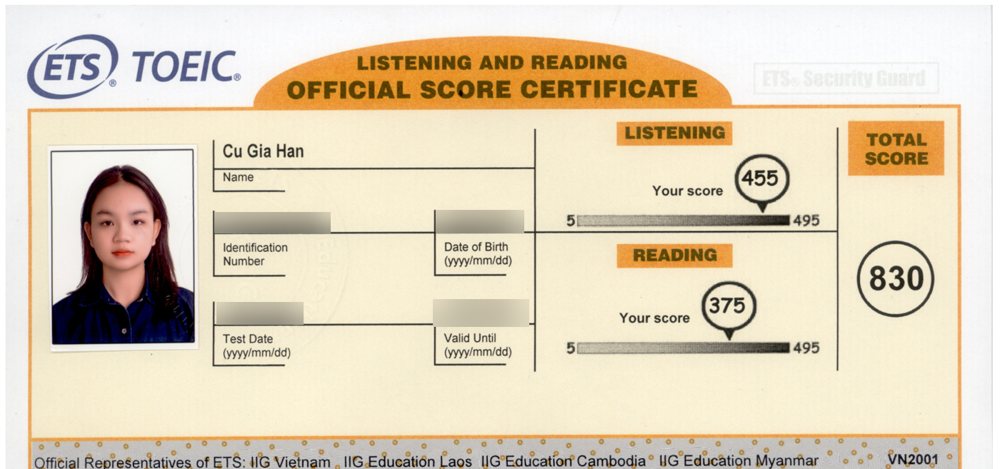 ETS® TOEIC®
LISTENING AND READING
OFFICIAL SCORE CERTIFICATE
ETS® Security Guard
Cu Gia Han
Name
Identification
Number
Date of Birth
(yyyy/mm/dd)
Test Date
(yyyy/mm/dd)
Valid Until
(yyyy/mm/dd)
LISTENING
Your score
455
5
495
READING
Your score
375
5
495
TOTAL
SCORE
830
Official Representatives of ETS: IIG Vietnam IIG Education Laos IIG Education Cambodia IIG Education Myanmar VN2001